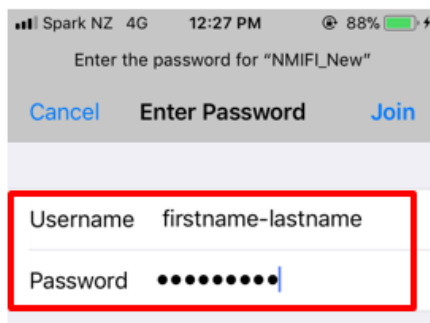 Spark NZ 4G 12:27 PM 88%
Enter the password for “NMIFI_New”
Cancel Enter Password Join
Username firstname-lastname
Password •••••••••